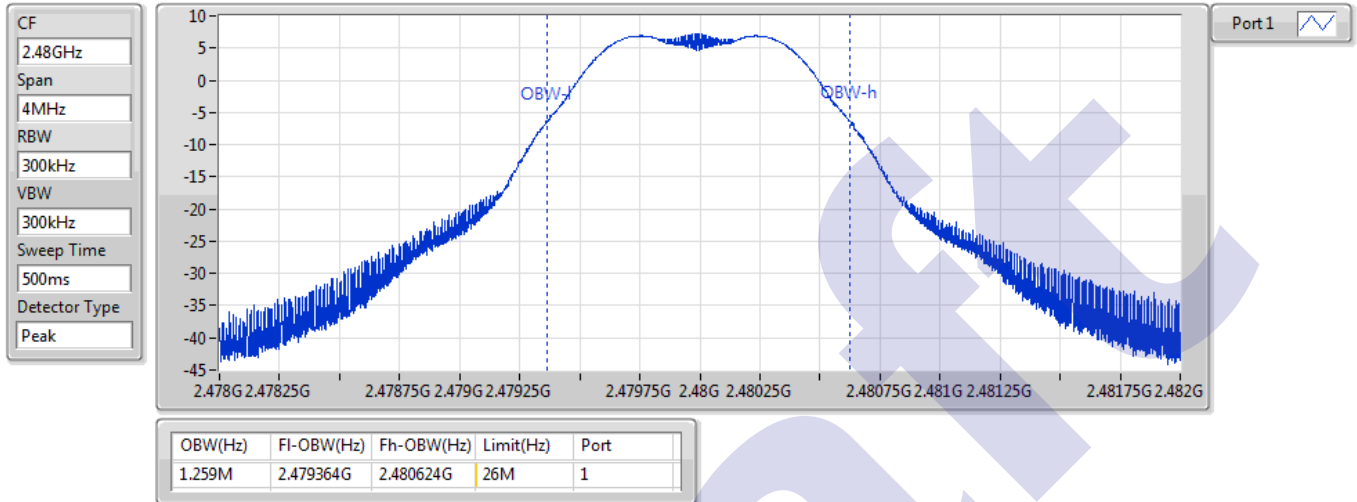 CF
2.48GHz
Span
4MHz
RBW
300kHz
VBW
300kHz
Sweep Time
500ms
Detector Type
Peak
10
5
0
-5
-10
-15
-20
-25
-30
-35
-40
-45
OBW-l
OBW-h
2.478G 2.47825G 2.47875G 2.479G 2.47925G 2.47975G 2.48G 2.48025G 2.48075G 2.481G 2.48125G 2.48175G 2.482G
Port 1
OBW(Hz) Fl-OBW(Hz) Fh-OBW(Hz) Limit(Hz) Port
1.259M 2.479364G 2.480624G 26M 1